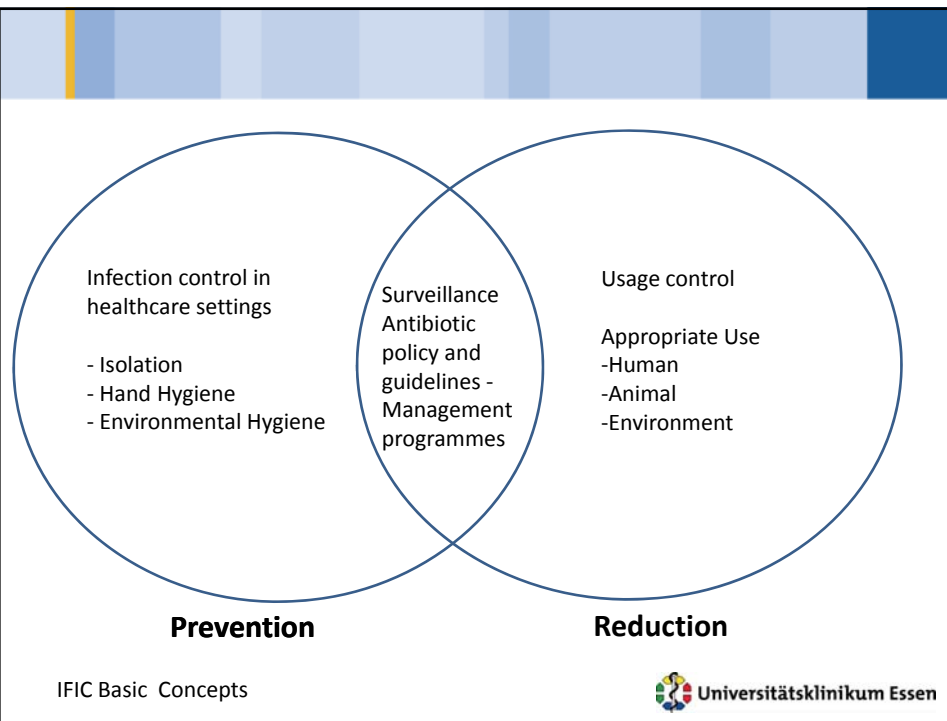 Infection control in
healthcare settings
- Isolation
- Hand Hygiene
- Environmental Hygiene
Surveillance
Antibiotic
policy and
guidelines -
Management
programmes
Usage control
Appropriate Use
-Human
-Animal
-Environment
Prevention
Reduction
IFIC Basic Concepts
Universitätsklinikum Essen